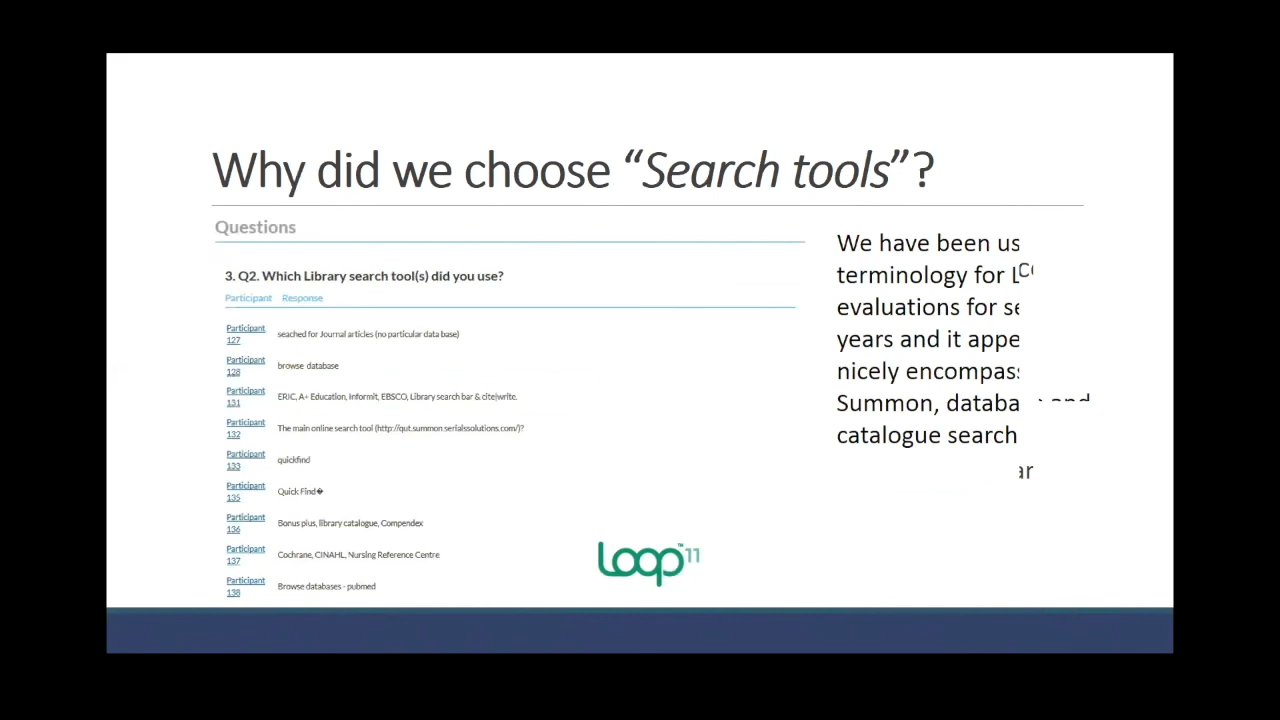 Why did we choose “Search tools”?
Questions
3. Q2. Which Library search tool(s) did you use?
Participant Response
Participant 127 seached for Journal articles (no particular data base)
Participant 128 browse database
Participant 131 ERIC, A+ Education, Informit, EBSCO, Library search bar & cite|write.
Participant 132 The main online search tool (http://qut.summon.serialssolutions.com/)?
Participant 133 quickfind
Participant 135 Quick Find�
Participant 136 Bonus plus, library catalogue, Compendex
Participant 137 Cochrane, CINAHL, Nursing Reference Centre
Participant 138 Browse databases - pubmed
We have been us
terminology for
evaluations for se
years and it appe
nicely encompas
Summon, databa and
catalogue search
ar
Loop™11